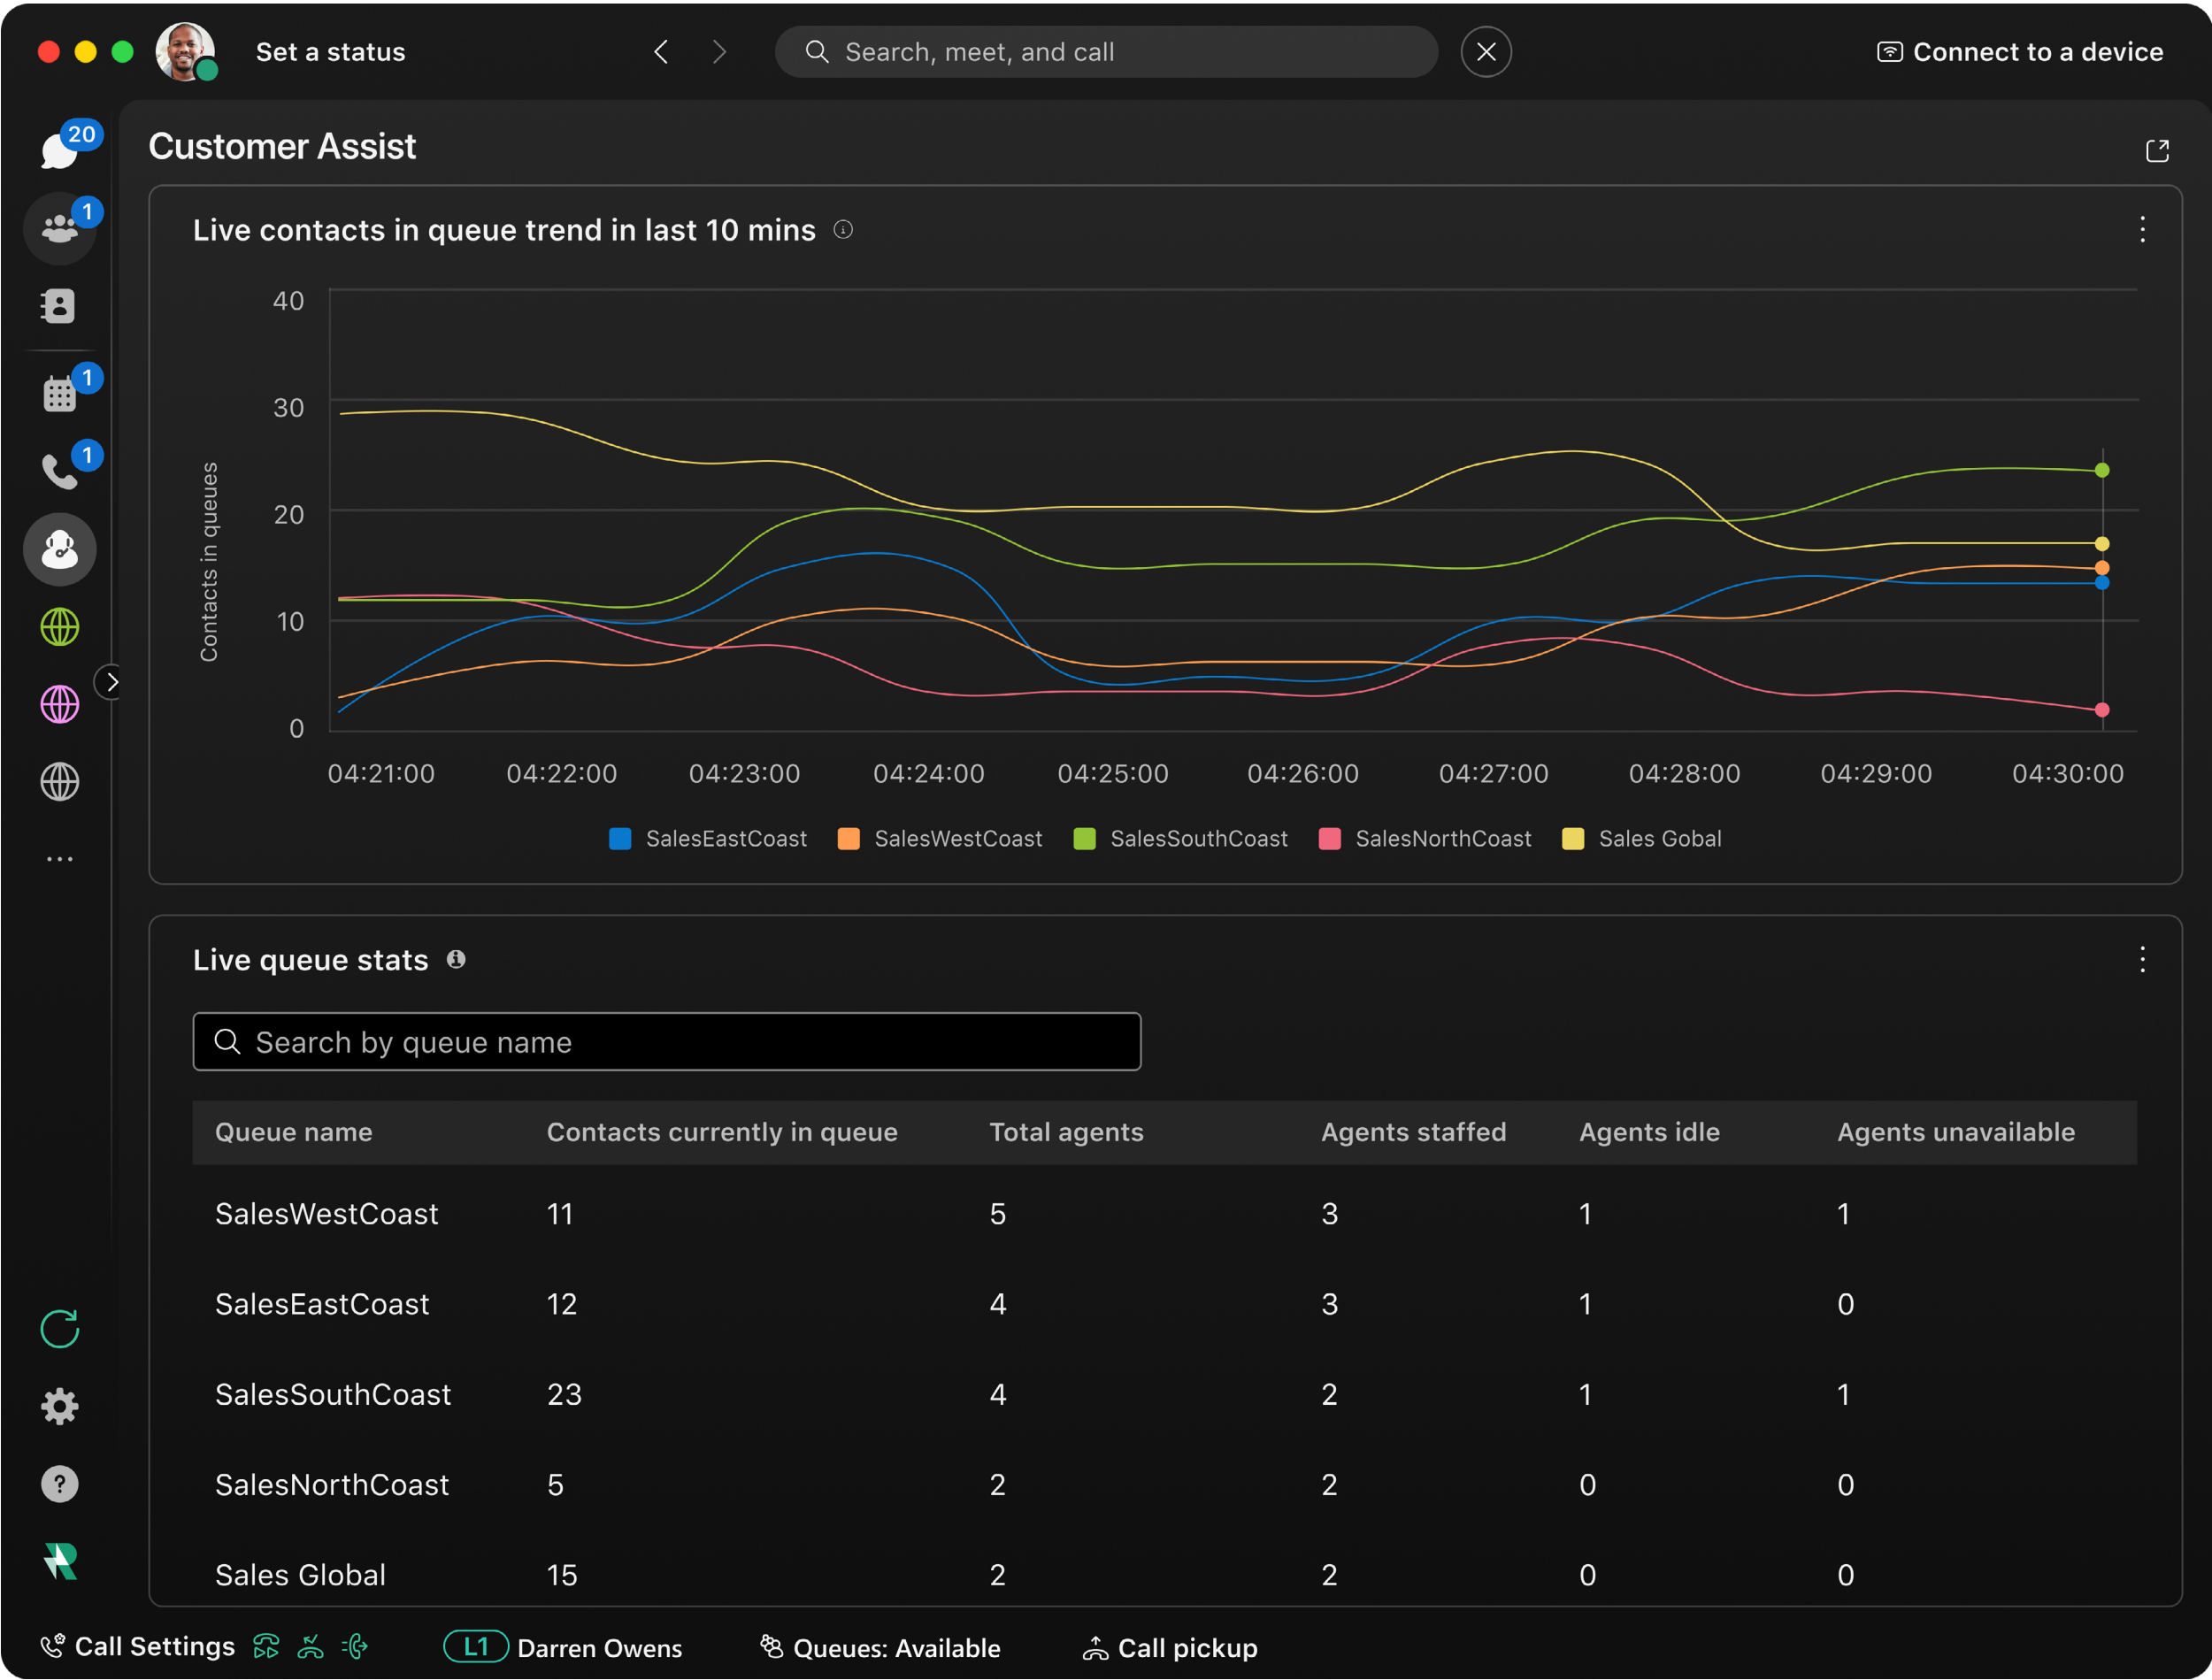 Set a status
Search, meet, and call
Connect to a device
20
Customer Assist
1
Live contacts in queue trend in last 10 mins
40
30
20
10
0
Contacts in queues
1
1
04:21:00 04:22:00 04:23:00 04:24:00 04:25:00 04:26:00 04:27:00 04:28:00 04:29:00 04:30:00
SalesEastCoast SalesWestCoast SalesSouthCoast SalesNorthCoast Sales Gobal
Live queue stats
Search by queue name
Queue name Contacts currently in queue Total agents Agents staffed Agents idle Agents unavailable
SalesWestCoast 11 5 3 1 1
SalesEastCoast 12 4 3 1 0
SalesSouthCoast 23 4 2 1 1
SalesNorthCoast 5 2 2 0 0
Sales Global 15 2 2 0 0
Call Settings L1 Darren Owens Queues: Available Call pickup